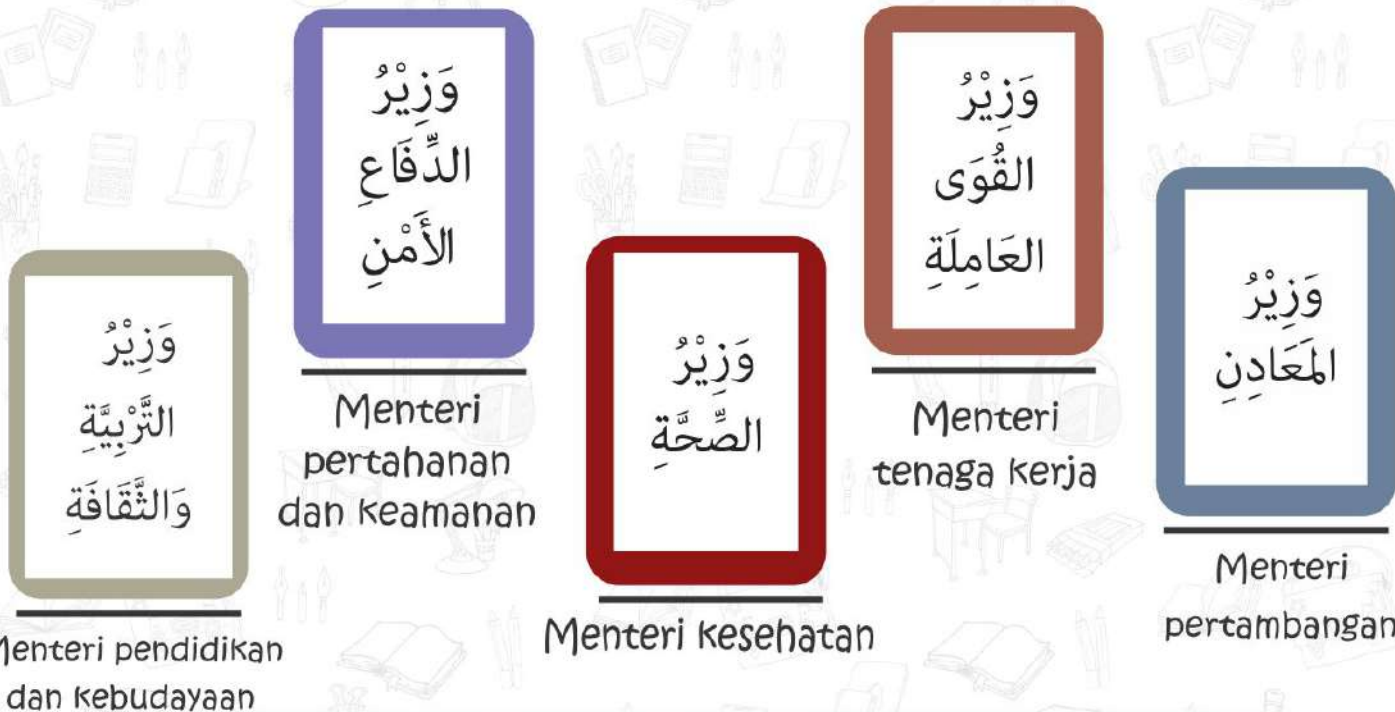 وَزِيْرُ
التَّرْبِيَّةِ
وَالثَّقَافَةِ
Menteri pendidikan
dan kebudayaan
وَزِيْرُ
الدِّفَاعِ
الأَمْنِ
Menteri
pertahanan
dan keamanan
وَزِيْرُ
الصِّحَّةِ
Menteri kesehatan
وَزِيْرُ
القُوَى
العَامِلَةِ
Menteri
tenaga kerja
وَزِيْرُ
المَعَادِنِ
Menteri
pertambangan